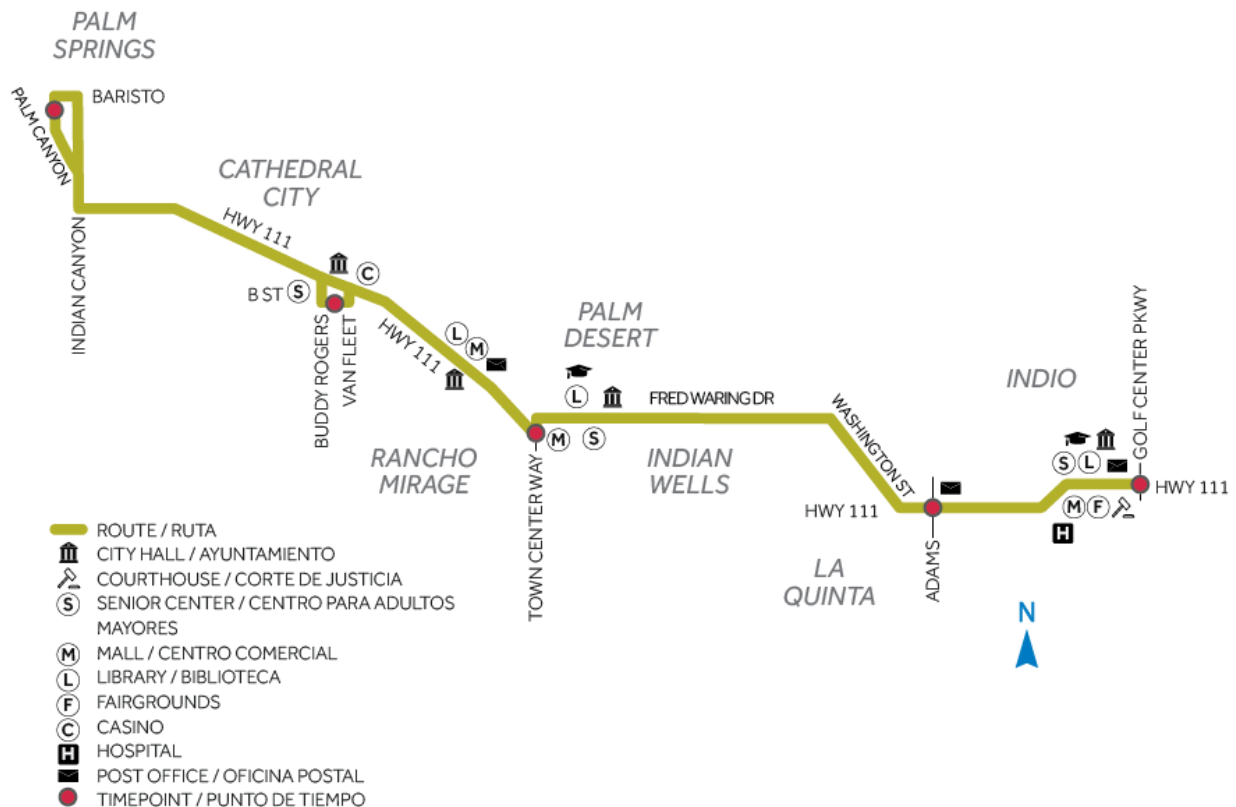 PALM
SPRINGS
BARISTO
PALM CANYON
CATHEDRAL
CITY
HWY 111
INDIAN CANYON
C
B ST S
BUDDY ROGERS
VAN FLEET
HWY 111
L
M
PALM
DESERT
L
FRED WARING DR
M
S
RANCHO
MIRAGE
TOWN CENTER WAY
INDIAN
WELLS
WASHINGTON ST
INDIO
GOLF CENTER PKWY
S L
HWY 111
M F
H
HWY 111
ADAMS
LA
QUINTA
N
ROUTE / RUTA
CITY HALL / AYUNTAMIENTO
COURTHOUSE / CORTE DE JUSTICIA
S SENIOR CENTER / CENTRO PARA ADULTOS
MAYORES
M MALL / CENTRO COMERCIAL
L LIBRARY / BIBLIOTECA
F FAIRGROUNDS
C CASINO
H HOSPITAL
POST OFFICE / OFICINA POSTAL
TIMEPOINT / PUNTO DE TIEMPO